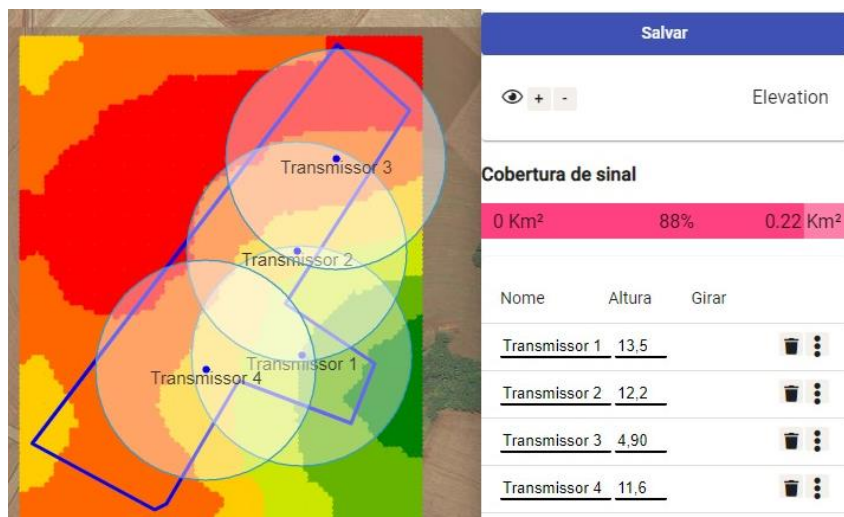 Salvar
+ - Elevation
Cobertura de sinal
0 Km² 88% 0.22 Km²
Nome Altura Girar
Transmissor 1 13,5
Transmissor 2 12,2
Transmissor 3 4,90
Transmissor 4 11,6
Transmissor 3
Transmissor 2
Transmissor 1
Transmissor 4